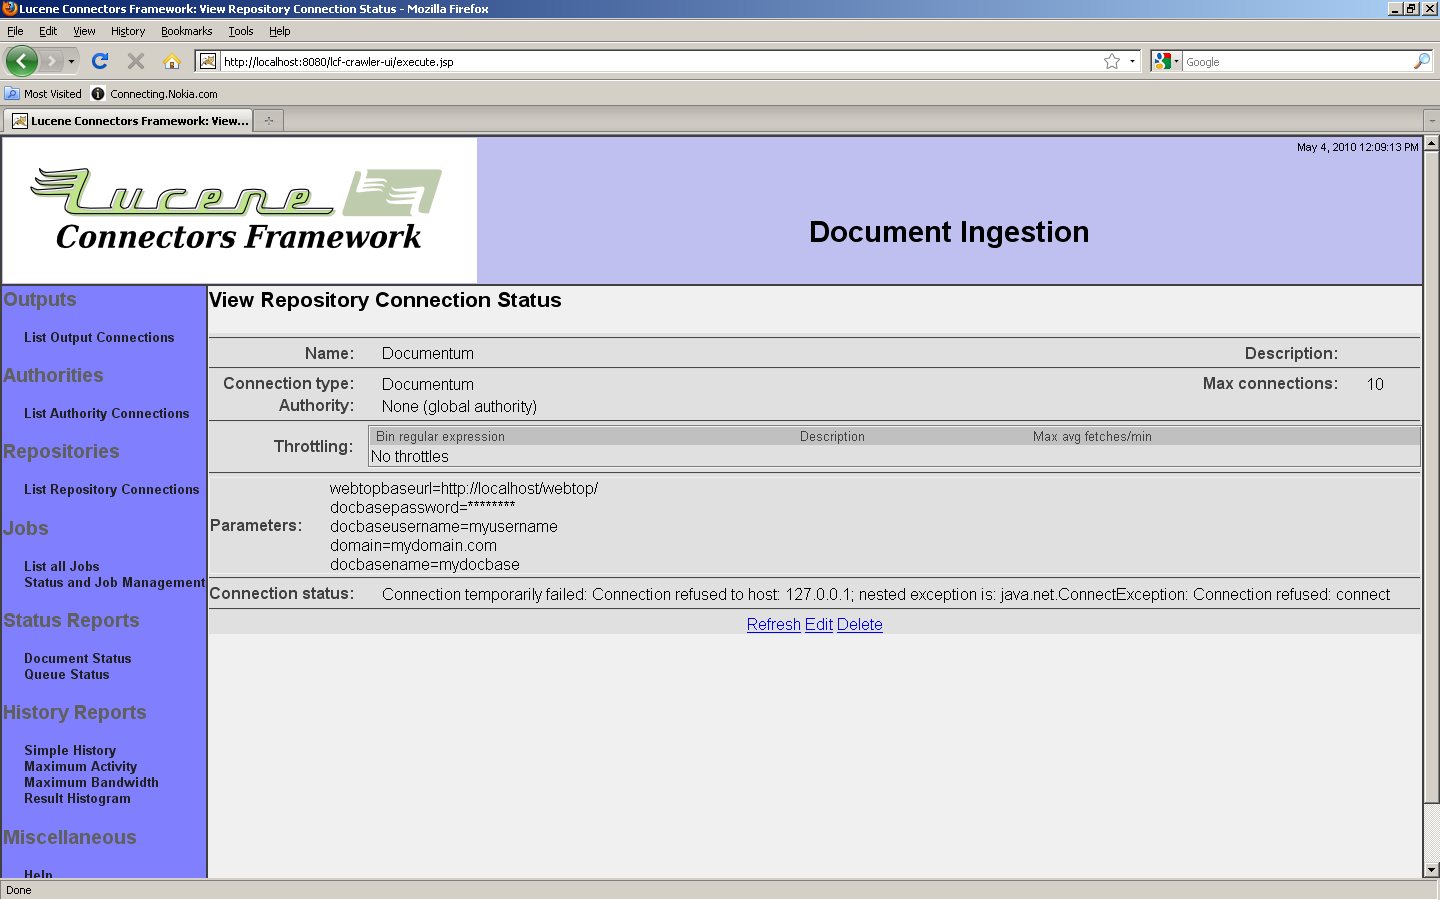 Lucene Connectors Framework: View Repository Connection Status - Mozilla Firefox
File Edit View History Bookmarks Tools Help
http://localhost:8080/lcf-crawler-ui/execute.jsp
Google
Most Visited Connecting.Nokia.com
Lucene Connectors Framework: View...
May 4, 2010 12:09:13 PM
Lucene
Connectors Framework
Document Ingestion
Outputs
List Output Connections
Authorities
List Authority Connections
Repositories
List Repository Connections
Jobs
List all Jobs
Status and Job Management
Status Reports
Document Status
Queue Status
History Reports
Simple History
Maximum Activity
Maximum Bandwidth
Result Histogram
Miscellaneous
Help
View Repository Connection Status
Name: Documentum Description:
Connection type: Documentum Max connections: 10
Authority: None (global authority)
Throttling: Bin regular expression Description Max avg fetches/min
No throttles
Parameters:
webtopbaseurl=http://localhost/webtop/
docbasepassword=********
docbaseusername=myusername
domain=mydomain.com
docbasename=mydocbase
Connection status: Connection temporarily failed: Connection refused to host: 127.0.0.1; nested exception is: java.net.ConnectException: Connection refused: connect
Refresh Edit Delete
Done